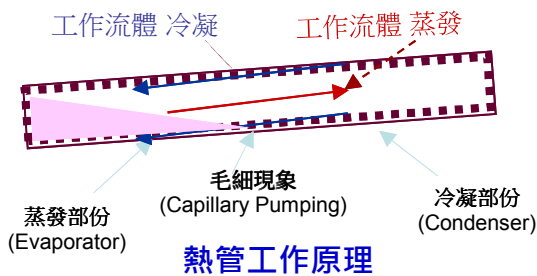 工作流體 冷凝
工作流體 蒸發
毛細現象
(Capillary Pumping)
冷凝部份
(Condenser)
蒸發部份
(Evaporator)
熱管工作原理